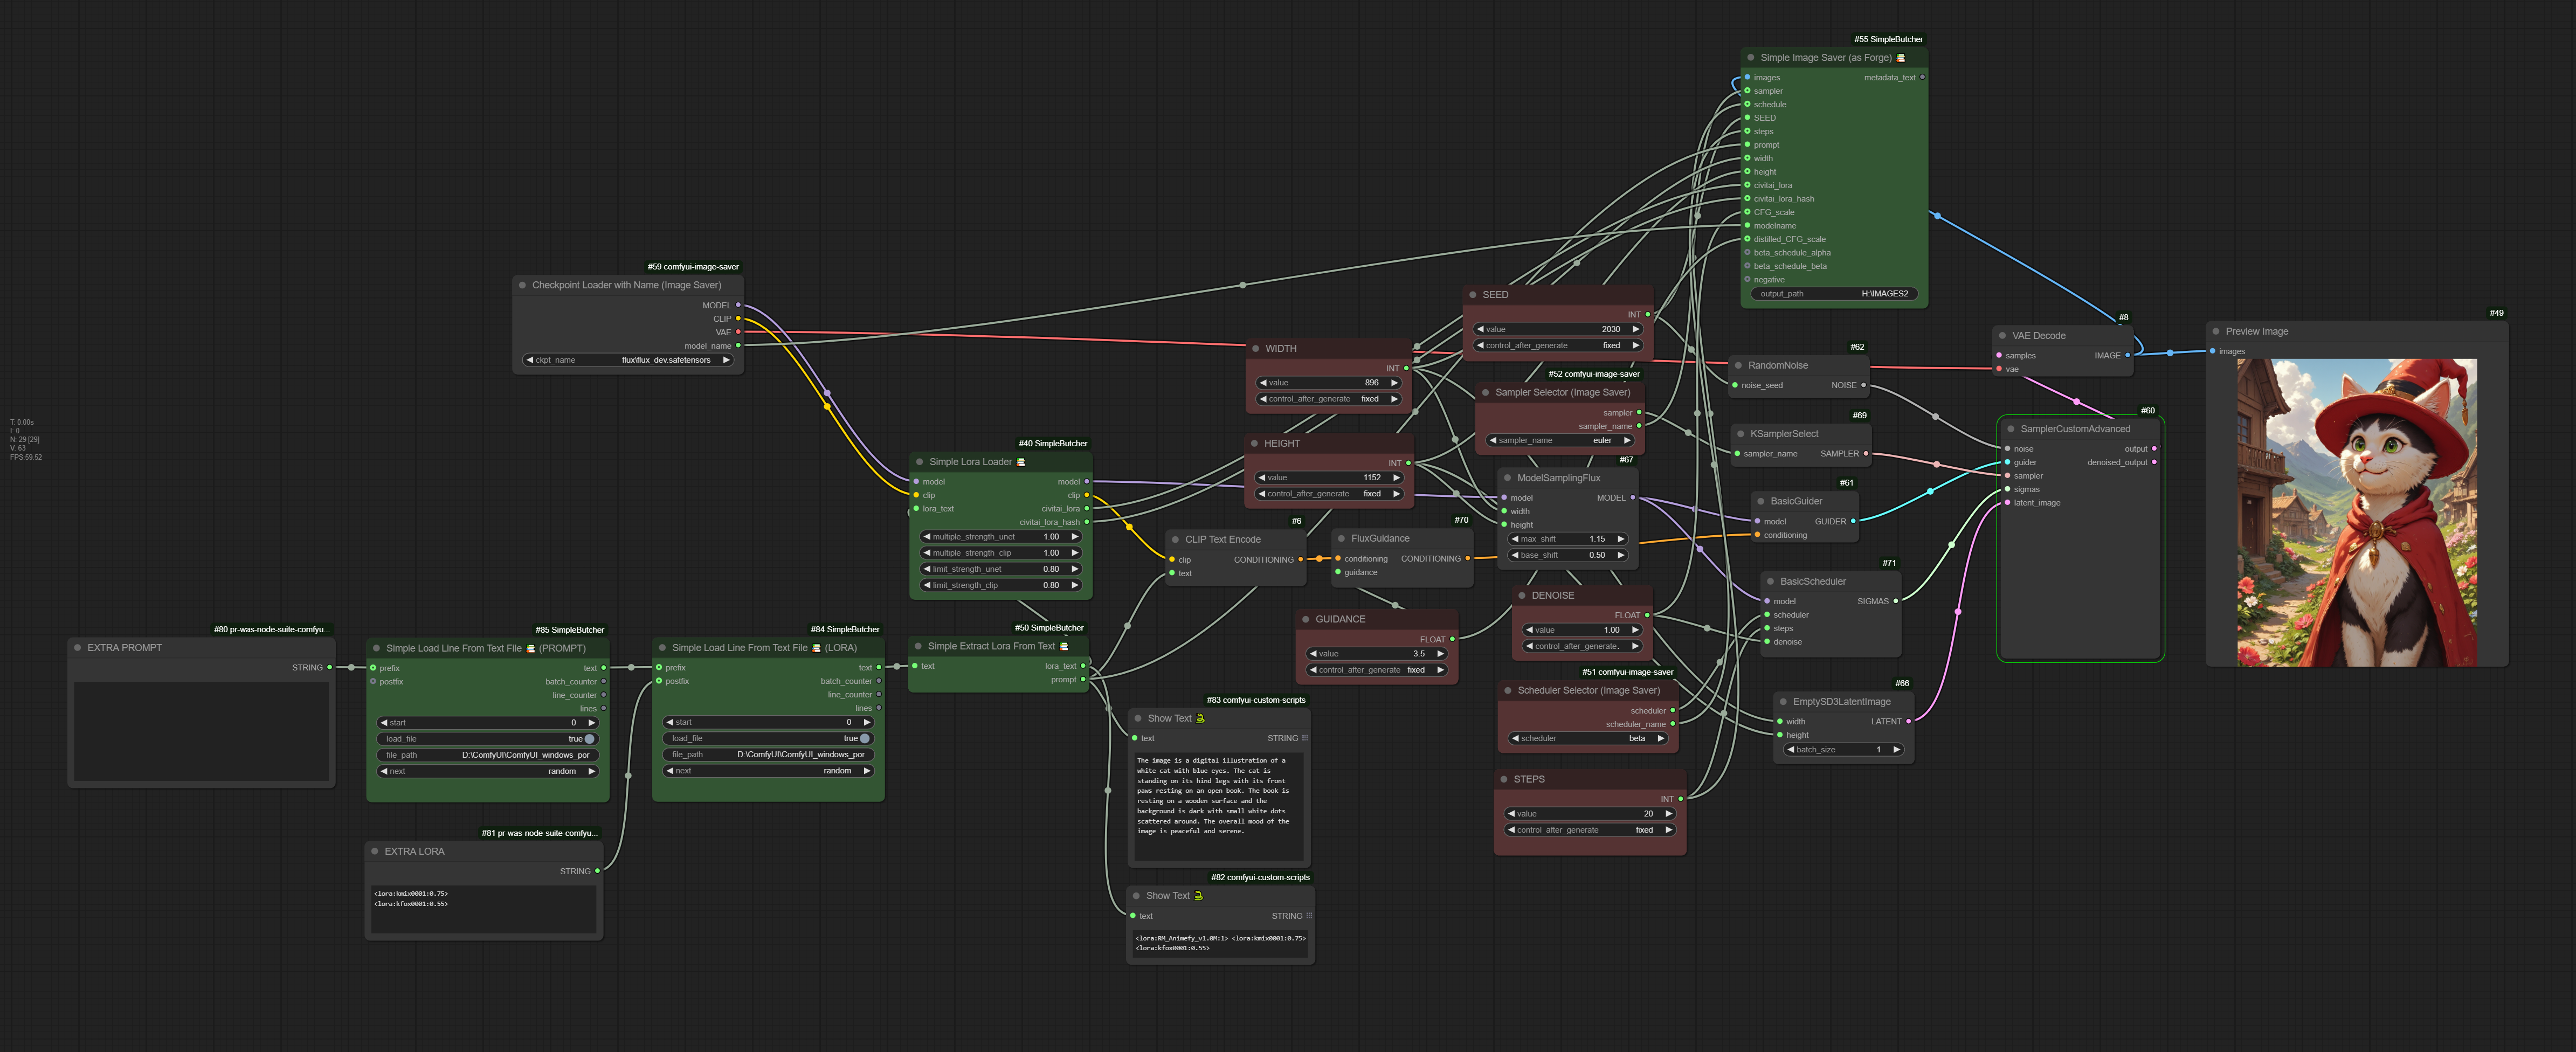 T: 0.00s
I: 0
N: 29 [29]
V: 63
FPS:59.52
#59 comfyui-image-saver
Checkpoint Loader with Name (Image Saver)
MODEL
CLIP
VAE
model_name
ckpt_name flux\flux_dev.safetensors
#80 pr-was-node-suite-comfyu...
EXTRA PROMPT
STRING
#85 SimpleButcher
Simple Load Line From Text File (PROMPT)
prefix text
postfix batch_counter
line_counter
lines
start 0
load_file true
file_path D:\ComfyUI\ComfyUI_windows_por
next random
#81 pr-was-node-suite-comfyu...
EXTRA LORA
STRING
<lora:kmix0001:0.75>
<lora:kfox0001:0.55>
#84 SimpleButcher
Simple Load Line From Text File (LORA)
prefix text
postfix batch_counter
line_counter
lines
start 0
load_file true
file_path D:\ComfyUI\ComfyUI_windows_por
next random
#40 SimpleButcher
Simple Lora Loader
model model
clip clip
lora_text civitai_lora
civitai_lora_hash
multiple_strength_unet 1.00
multiple_strength_clip 1.00
limit_strength_unet 0.80
limit_strength_clip 0.80
#50 SimpleButcher
Simple Extract Lora From Text
text lora_text
prompt
#6
CLIP Text Encode
clip CONDITIONING
text
#83 comfyui-custom-scripts
Show Text
text STRING
The image is a digital illustration of a
white cat with blue eyes. The cat is
standing on its hind legs with its front
paws resting on an open book. The book is
resting on a wooden surface and the
background is dark with small white dots
scattered around. The overall mood of the
image is peaceful and serene.
#82 comfyui-custom-scripts
Show Text
text STRING
<lora:RM_Animefy_v1.0M:1> <lora:kmix0001:0.75>
<lora:kfox0001:0.55>
WIDTH
INT
value 896
control_after_generate fixed
HEIGHT
INT
value 1152
control_after_generate fixed
#70
FluxGuidance
conditioning CONDITIONING
guidance
GUIDANCE
FLOAT
value 3.5
control_after_generate fixed
SEED
INT
value 2030
control_after_generate fixed
#52 comfyui-image-saver
Sampler Selector (Image Saver)
sampler
sampler_name
sampler_name euler
#67
ModelSamplingFlux
model MODEL
width
height
max_shift 1.15
base_shift 0.50
DENOISE
FLOAT
value 1.00
control_after_generate.
#51 comfyui-image-saver
Scheduler Selector (Image Saver)
scheduler
scheduler_name
scheduler beta
STEPS
INT
value 20
control_after_generate fixed
#55 SimpleButcher
Simple Image Saver (as Forge)
images metadata_text
sampler
schedule
SEED
steps
prompt
width
height
civitai_lora
civitai_lora_hash
CFG_scale
modelname
distilled_CFG_scale
beta_schedule_alpha
beta_schedule_beta
negative
output_path H:\IMAGES2
#62
RandomNoise
noise_seed NOISE
#69
KSamplerSelect
sampler_name SAMPLER
#61
BasicGuider
model GUIDER
conditioning
#71
BasicScheduler
model SIGMAS
scheduler
steps
denoise
#66
EmptySD3LatentImage
width LATENT
height
batch_size 1
#8
VAE Decode
samples IMAGE
vae
#60
SamplerCustomAdvanced
noise output
guider denoised_output
sampler
sigmas
latent_image
#49
Preview Image
images